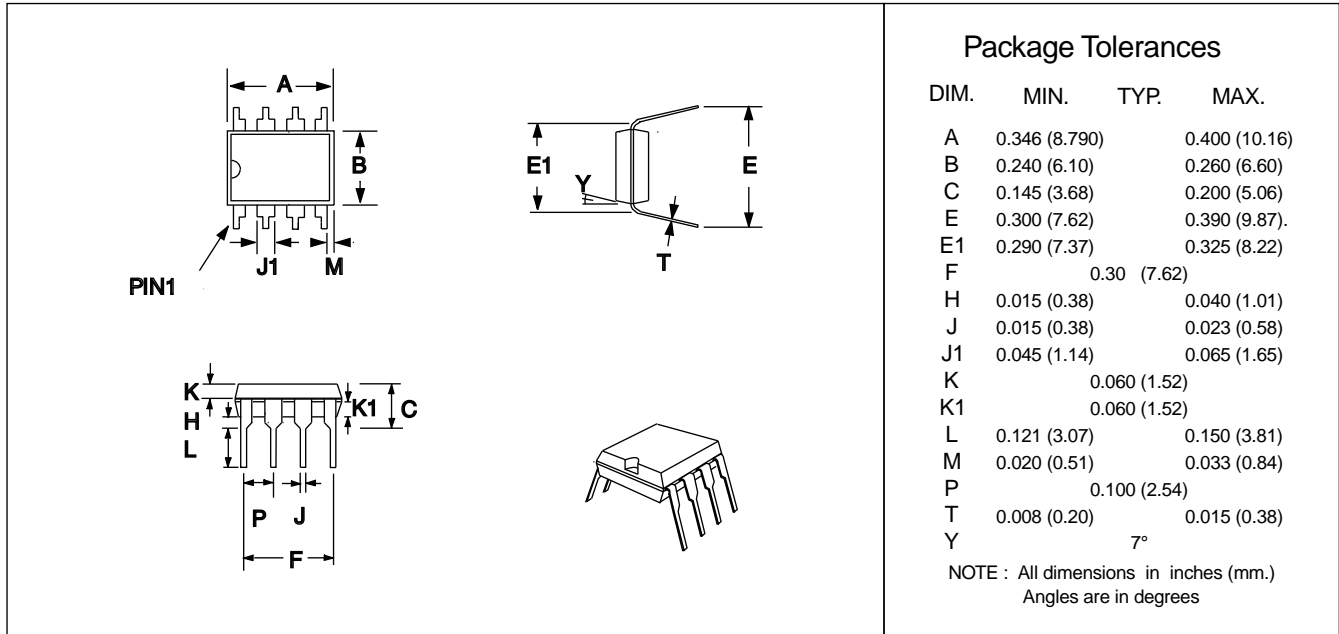 A
B
PIN1
J1
M
E1
Y
E
T
K
H
L
K1
C
P
J
F
Package Tolerances
DIM. MIN. TYP. MAX.
A 0.346 (8.790) 0.400 (10.16)
B 0.240 (6.10) 0.260 (6.60)
C 0.145 (3.68) 0.200 (5.06)
E 0.300 (7.62) 0.390 (9.87).
E1 0.290 (7.37) 0.325 (8.22)
F 0.30 (7.62)
H 0.015 (0.38) 0.040 (1.01)
J 0.015 (0.38) 0.023 (0.58)
J1 0.045 (1.14) 0.065 (1.65)
K 0.060 (1.52)
K1 0.060 (1.52)
L 0.121 (3.07) 0.150 (3.81)
M 0.020 (0.51) 0.033 (0.84)
P 0.100 (2.54)
T 0.008 (0.20) 0.015 (0.38)
Y 7°
NOTE : All dimensions in inches (mm.)
Angles are in degrees